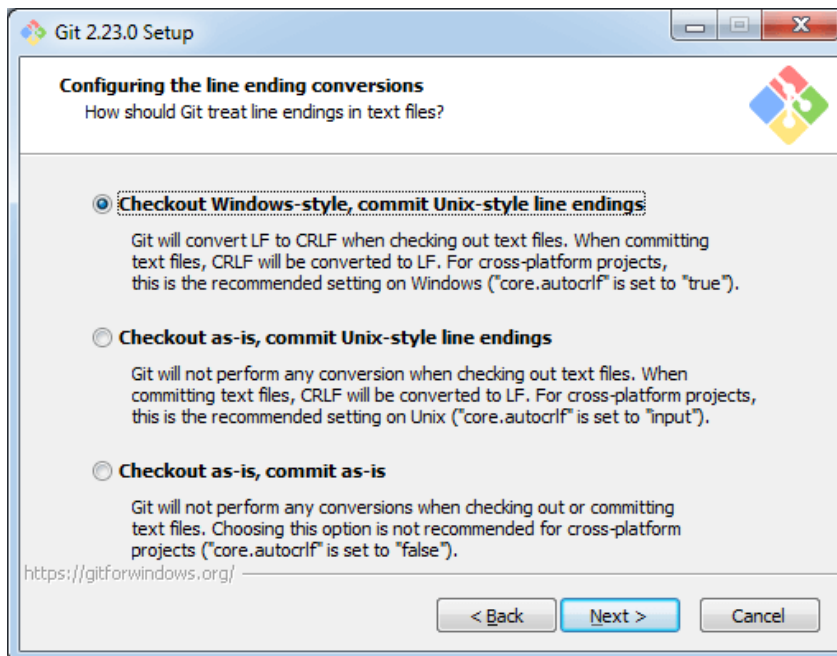 Git 2.23.0 Setup
Configuring the line ending conversions
How should Git treat line endings in text files?
Checkout Windows-style, commit Unix-style line endings
Git will convert LF to CRLF when checking out text files. When committing
text files, CRLF will be converted to LF. For cross-platform projects,
this is the recommended setting on Windows ("core.autocrlf" is set to "true").
Checkout as-is, commit Unix-style line endings
Git will not perform any conversion when checking out text files. When
committing text files, CRLF will be converted to LF. For cross-platform projects,
this is the recommended setting on Unix ("core.autocrlf" is set to "input").
Checkout as-is, commit as-is
Git will not perform any conversions when checking out or committing
text files. Choosing this option is not recommended for cross-platform
projects ("core.autocrlf" is set to "false").
https://gitforwindows.org/
< Back Next > Cancel